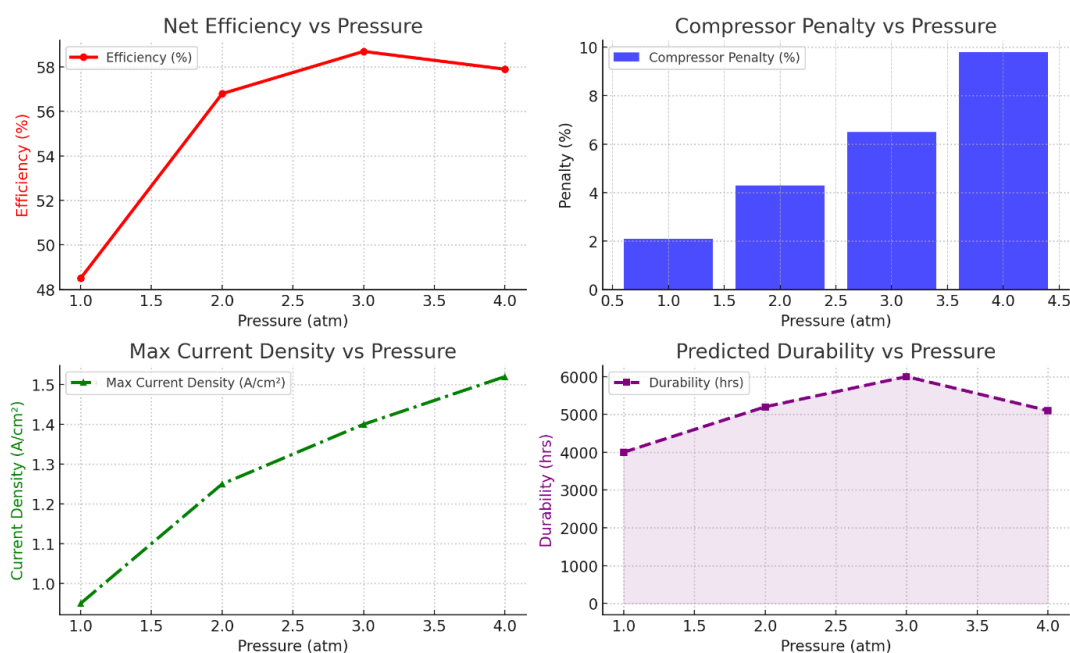 Net Efficiency vs Pressure
Efficiency (%)
Efficiency (%)
58
56
54
52
50
48
1.0 1.5 2.0 2.5 3.0 3.5 4.0
Pressure (atm)
Compressor Penalty vs Pressure
Compressor Penalty (%)
Penalty (%)
10
8
6
4
2
0
0.5 1.0 1.5 2.0 2.5 3.0 3.5 4.0 4.5
Pressure (atm)
Max Current Density vs Pressure
Max Current Density (A/cm²)
Current Density (A/cm²)
1.5
1.4
1.3
1.2
1.1
1.0
1.0 1.5 2.0 2.5 3.0 3.5 4.0
Pressure (atm)
Predicted Durability vs Pressure
Durability (hrs)
Durability (hrs)
6000
5000
4000
3000
2000
1000
0
1.0 1.5 2.0 2.5 3.0 3.5 4.0
Pressure (atm)